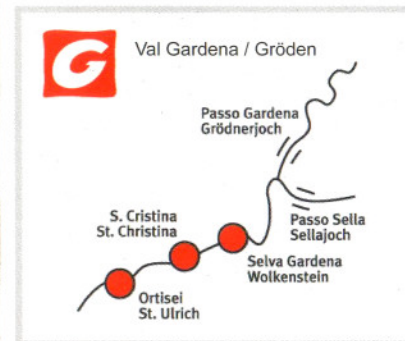 G
Val Gardena / Gröden
Passo Gardena
Grödnerjoch
S. Cristina
St. Christina
Passo Sella
Sellajoch
Selva Gardena
Wolkenstein
Ortisei
St. Ulrich